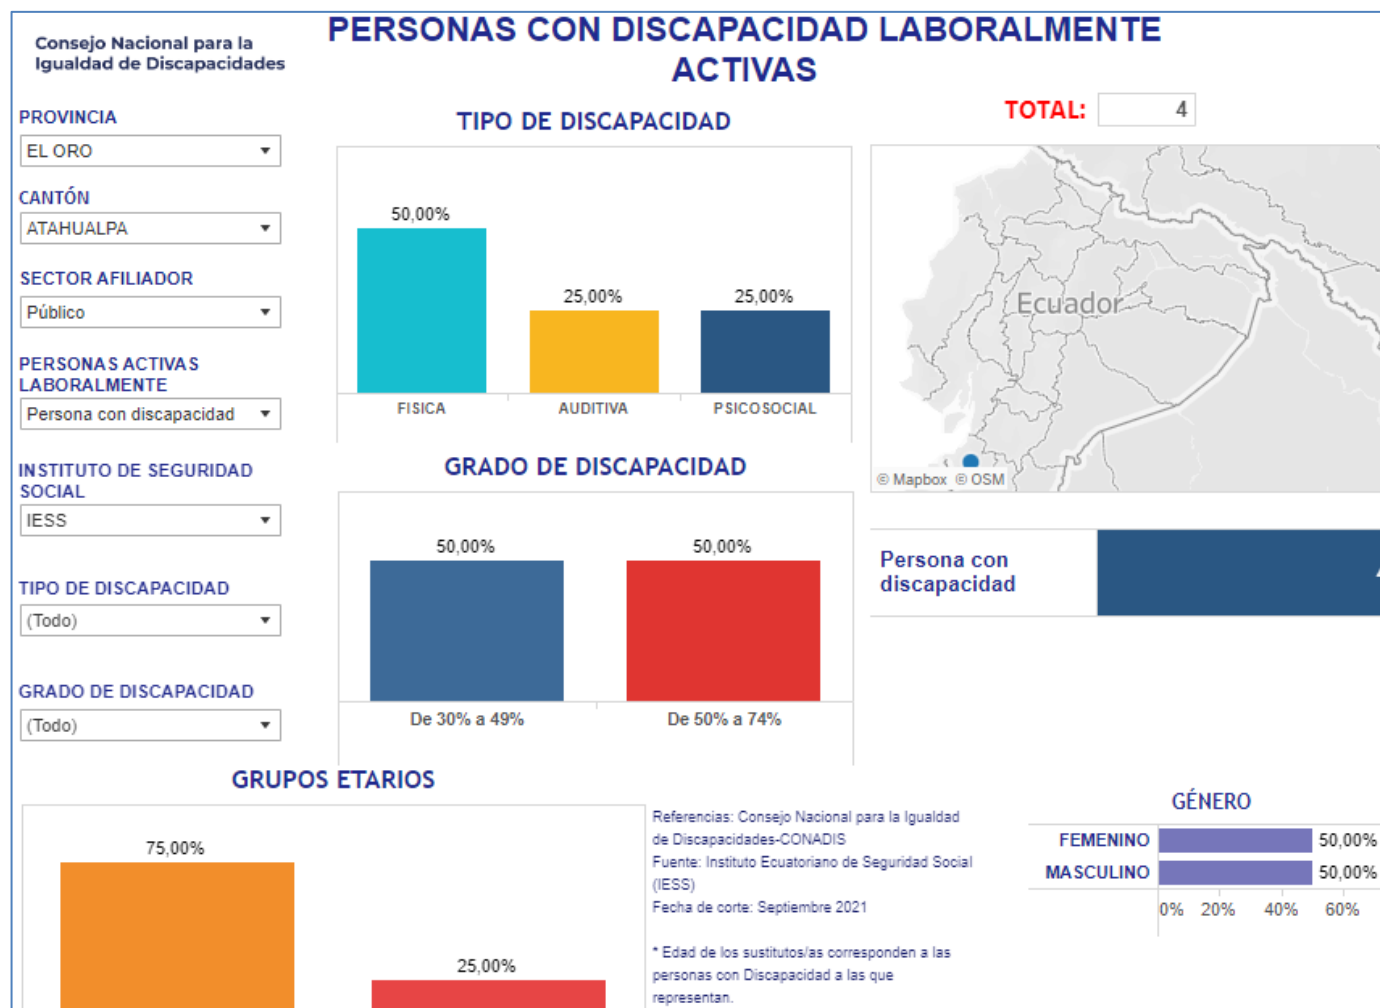 Consejo Nacional para la
Igualdad de Discapacidades
PERSONAS CON DISCAPACIDAD LABORALMENTE
ACTIVAS
PROVINCIA
EL ORO
CANTÓN
ATAHUALPA
SECTOR AFILIADOR
Público
PERSONAS ACTIVAS
LABORALMENTE
Persona con discapacidad
INSTITUTO DE SEGURIDAD
SOCIAL
IESS
TIPO DE DISCAPACIDAD
(Todo)
GRADO DE DISCAPACIDAD
(Todo)
TIPO DE DISCAPACIDAD
50,00%
25,00%
25,00%
FISICA
AUDITIVA
PSICOSOCIAL
GRADO DE DISCAPACIDAD
50,00%
50,00%
De 30% a 49%
De 50% a 74%
TOTAL: 4
Ecuador
© Mapbox © OSM
Persona con
discapacidad
GRUPOS ETARIOS
75,00%
25,00%
Referencias: Consejo Nacional para la Igualdad
de Discapacidades-CONADIS
Fuente: Instituto Ecuatoriano de Seguridad Social
(IESS)
Fecha de corte: Septiembre 2021
* Edad de los sustitutos/as corresponden a las
personas con Discapacidad a las que
representan.
GÉNERO
FEMENINO 50,00%
MASCULINO 50,00%
0% 20% 40% 60%